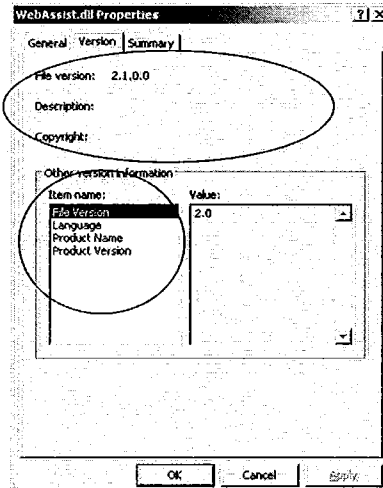 WebAssist.dll Properties ? X
General Version Summary
File version: 2.1.0.0
Description:
Copyright:
Other version information
Item name: Value:
File Version 2.0
Language
Product Name
Product Version
OK Cancel Apply